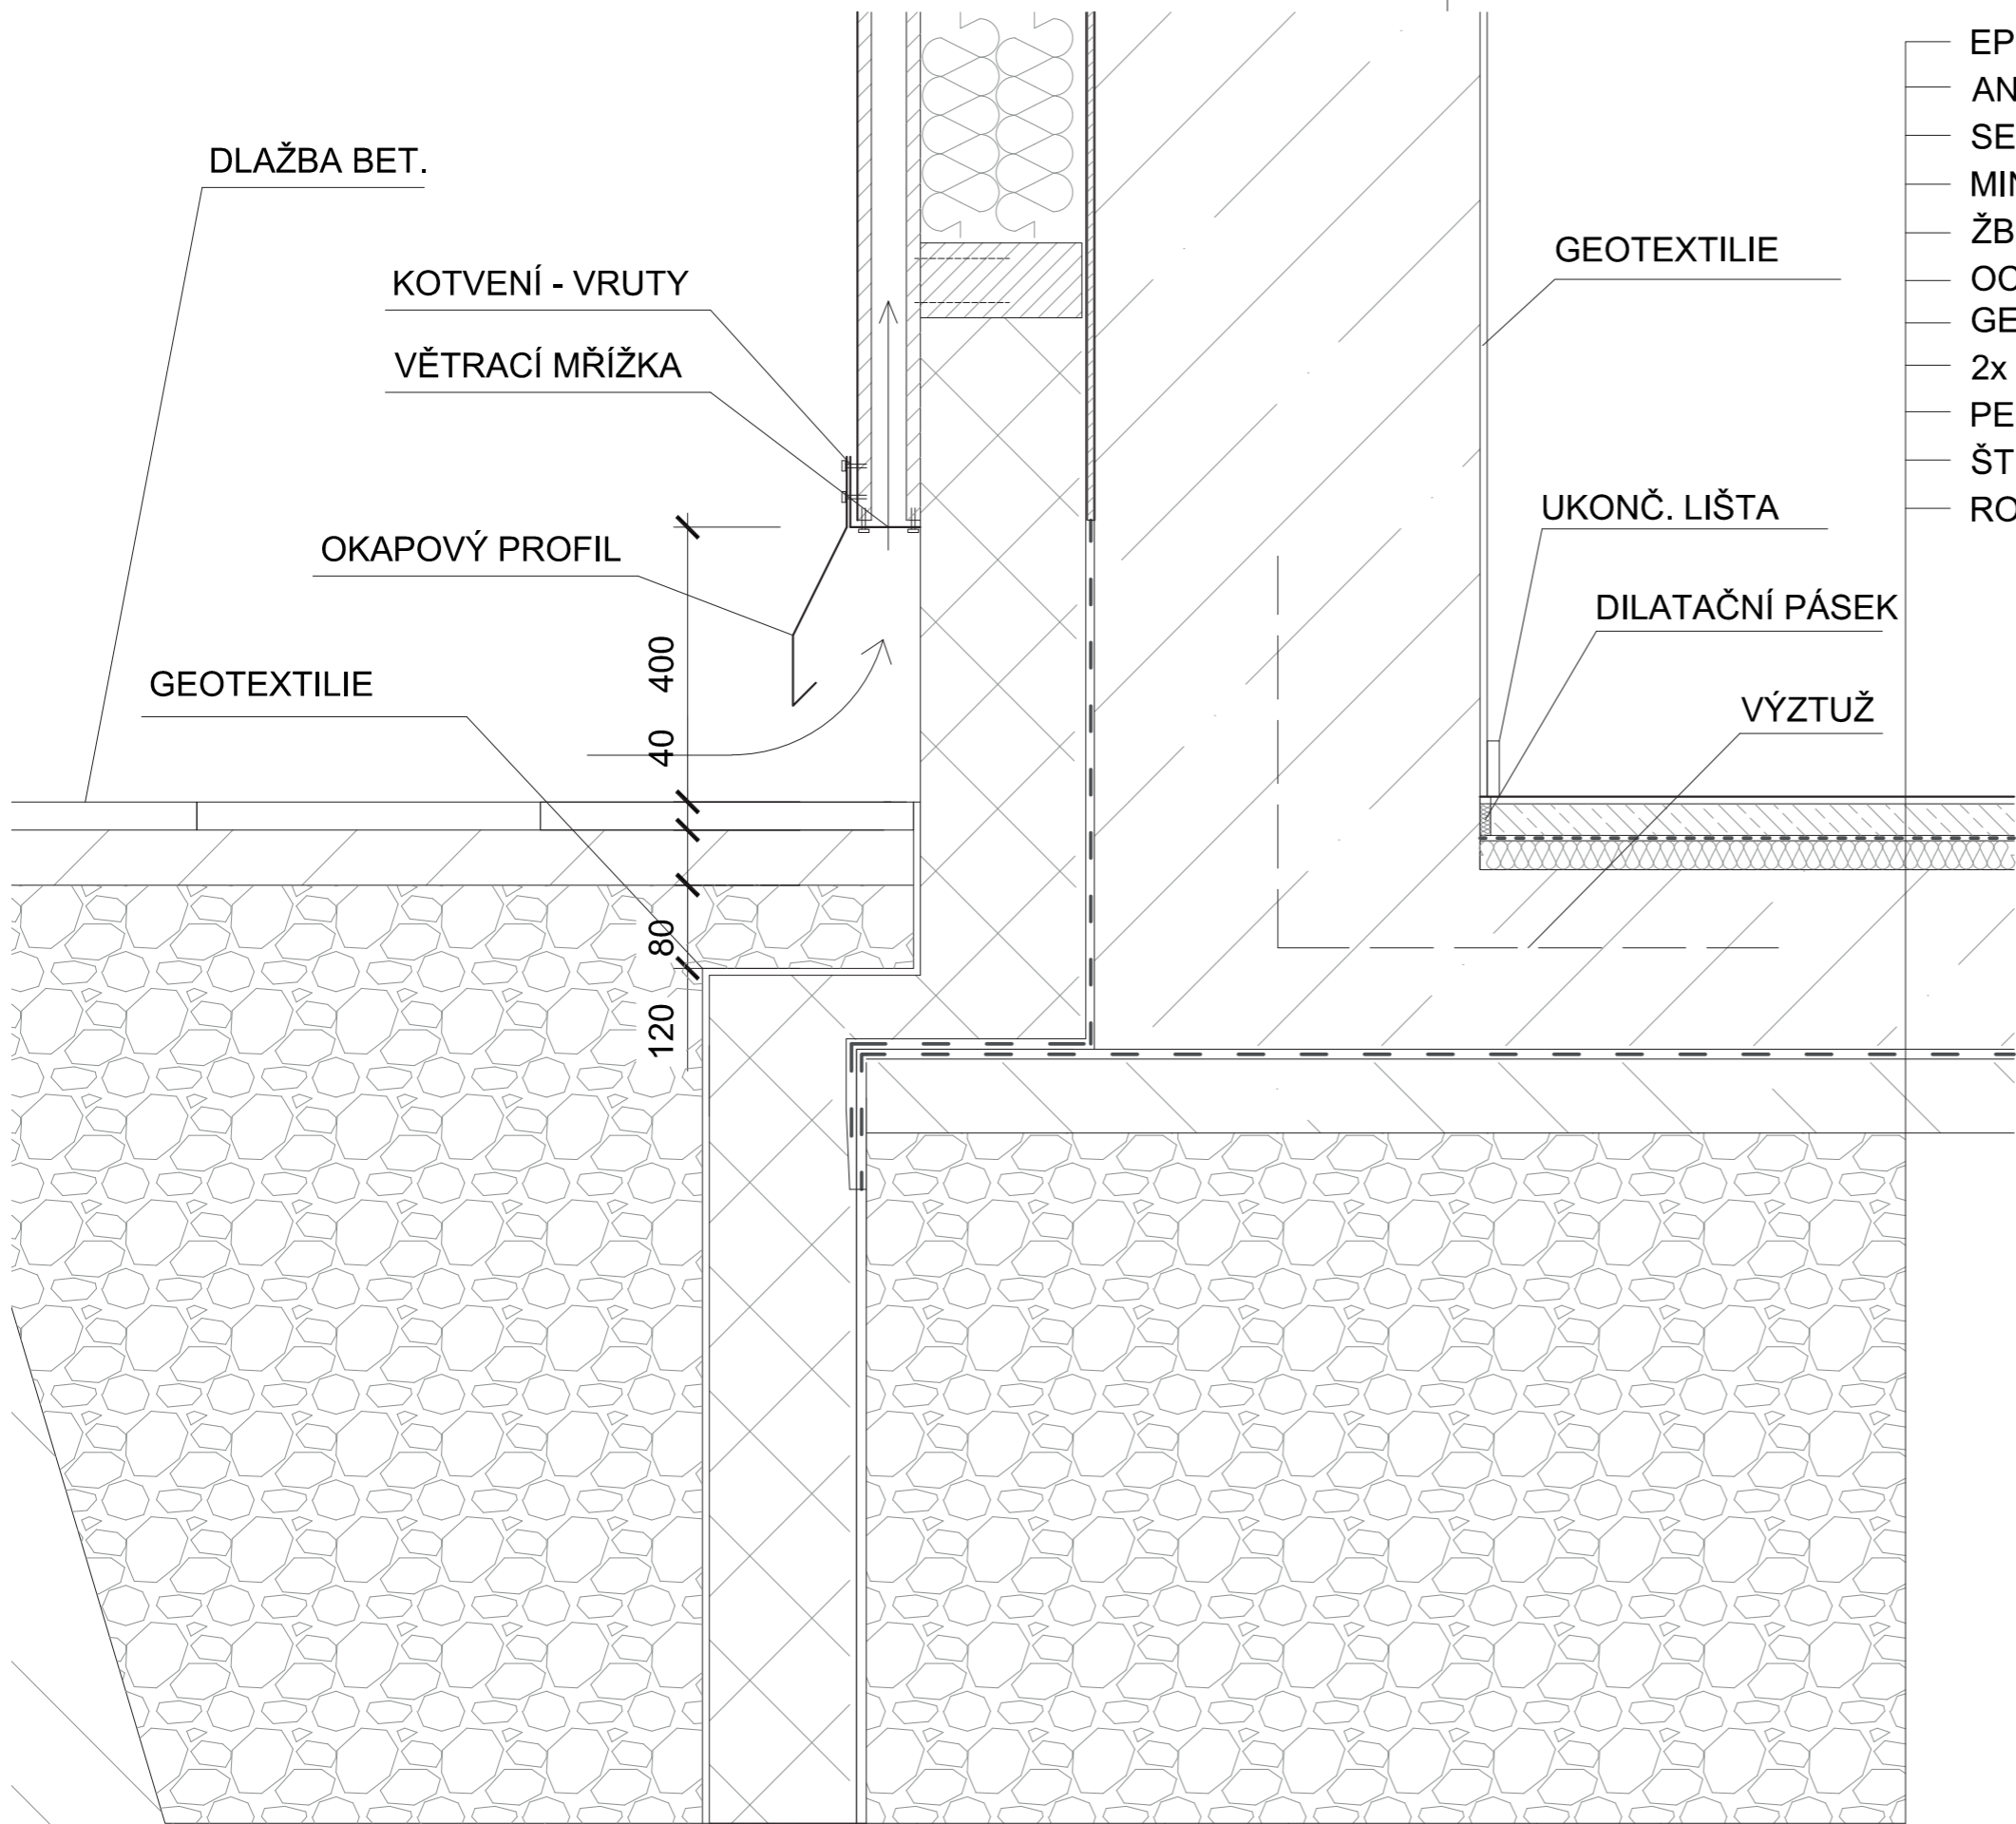 DLAŽBA BET.
KOTVENÍ - VRUTY
VĚTRACÍ MŘÍŽKA
OKAPOVÝ PROFIL
GEOTEXTILIE
400
40
80
120
GEOTEXTILIE
UKONČ. LIŠTA
DILATAČNÍ PÁSEK
VÝZTUŽ
EP
AN
SE
MIN
ŽB
OC
GE
2x
PE
ŠT
RO